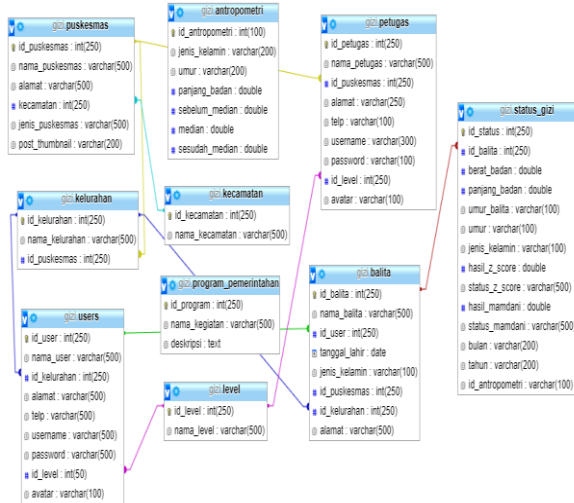 gizi.puskesmas
id_puskesmas : int(250)
nama_puskesmas : varchar(500)
alamat : varchar(500)
kecamatan : int(250)
jenis_puskesmas : varchar(500)
post_thumbnail : varchar(200)
gizi.antropometri
id_antropometri : int(100)
jenis_kelamin : varchar(200)
umur : varchar(200)
panjang_badan : double
sebelum_median : double
median : double
sesudah_median : double
gizi.petugas
id_petugas : int(250)
nama_petugas : varchar(500)
id_puskesmas : int(250)
alamat : varchar(250)
telp : varchar(100)
username : varchar(300)
password : varchar(100)
id_level : int(250)
avatar : varchar(100)
gizi.status_gizi
id_status : int(250)
id_balita : int(250)
berat_badan : double
panjang_badan : double
umur_balita : varchar(100)
umur : varchar(100)
jenis_kelamin : varchar(100)
hasil_z_score : double
status_z_score : varchar(500)
hasil_mamdani : double
status_mamdani : varchar(500)
bulan : varchar(200)
tahun : varchar(200)
id_antropometri : varchar(100)
gizi.kelurahan
id_kelurahan : int(250)
nama_kelurahan : varchar(500)
id_puskesmas : int(250)
gizi.kecamatan
id_kecamatan : int(250)
nama_kecamatan : varchar(500)
gizi.program_pemerintahan
id_program : int(250)
nama_kegiatan : varchar(500)
deskripsi : text
gizi.balita
id_balita : int(250)
nama_balita : varchar(500)
id_user : int(250)
tanggal_lahir : date
jenis_kelamin : varchar(100)
id_puskesmas : int(250)
id_kelurahan : int(250)
alamat : varchar(500)
gizi.users
id_user : int(250)
nama_user : varchar(500)
id_kelurahan : int(250)
alamat : varchar(500)
telp : varchar(500)
username : varchar(500)
password : varchar(500)
id_level : int(50)
avatar : varchar(100)
gizi.level
id_level : int(250)
nama_level : varchar(500)